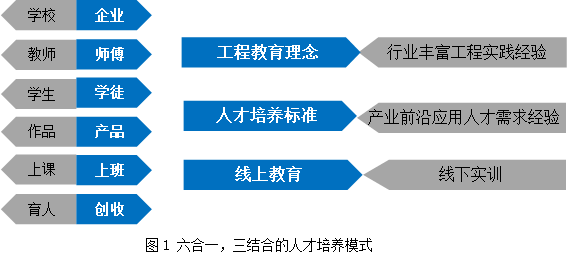 学校 企业
教师 师傅
学生 学徒
作品 产品
上课 上班
育人 创收
工程教育理念 行业丰富工程实践经验
人才培养标准 产业前沿应用人才需求经验
线上教育 线下实训
图 1 六合一，三结合的人才培养模式